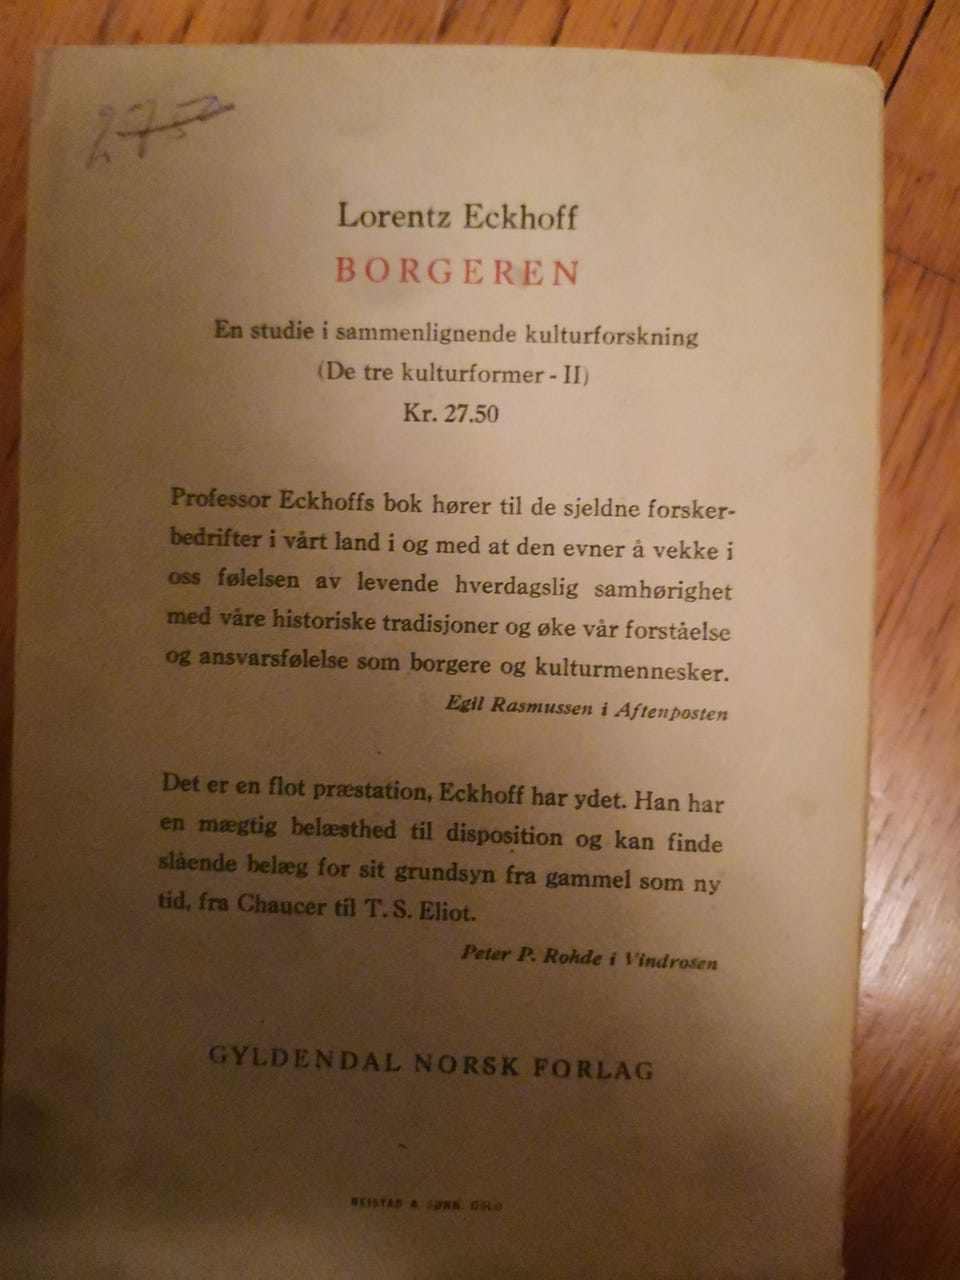 27
Lorentz Eckhoff
BORGEREN
En studie i sammenlignende kulturforskning
(De tre kulturformer - II)
Kr. 27.50
Professor Eckhoffs bok hører til de sjeldne forsker-
bedrifter i vårt land i og med at den evner å vekke i
oss følelsen av levende hverdagslig samhørighet
med våre historiske tradisjoner og øke vår forståelse
og ansvarsfølelse som borgere og kulturmennesker.
Egil Rasmussen i Aftenposten
Det er en flot præstation, Eckhoff har ydet. Han har
en mægtig belæsthed til disposition og kan finde
slående belæg for sit grundsyn fra gammel som ny
tid, fra Chaucer til T. S. Eliot.
Peter P. Rohde i Vindrosen
GYLDENDAL NORSK FORLAG
& SØNN. OSLO